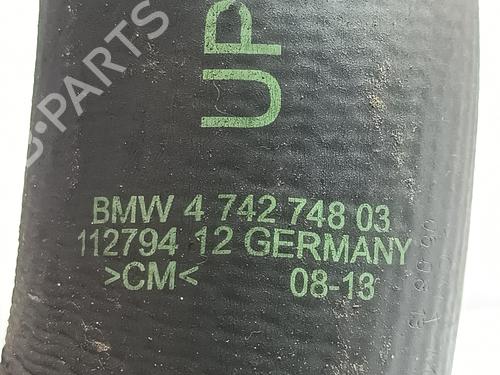 B-PARTS
UP
BMW 4 742 748 03
112794 12 GERMANY
>CM< 08-13